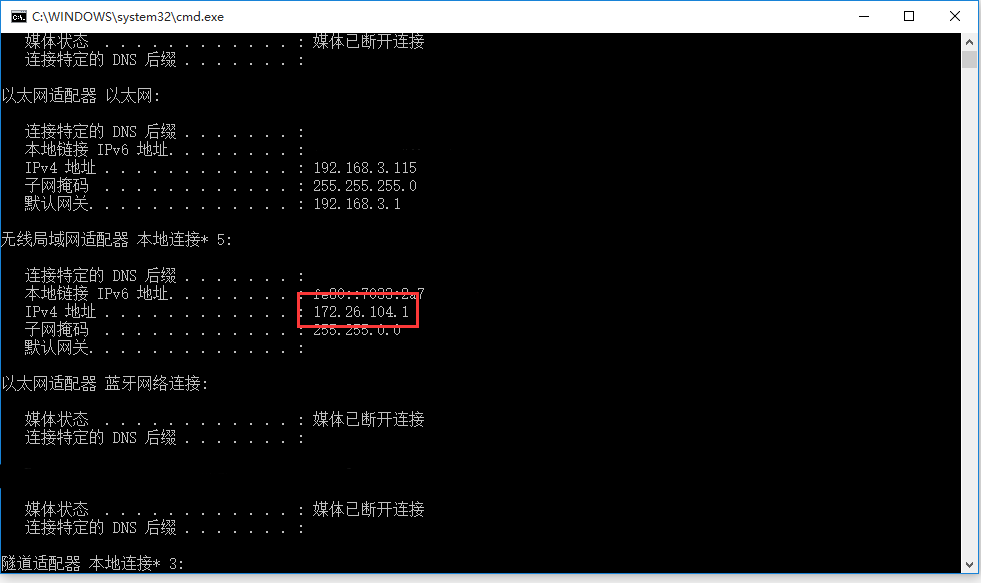 C:\WINDOWS\system32\cmd.exe
媒体状态 . . . . . . . . . . . . : 媒体已断开连接
连接特定的 DNS 后缀 . . . . . . . :
以太网适配器 以太网:
连接特定的 DNS 后缀 . . . . . . . :
本地链接 IPv6 地址. . . . . . . . :
IPv4 地址 . . . . . . . . . . . . : 192.168.3.115
子网掩码 . . . . . . . . . . . . : 255.255.255.0
默认网关. . . . . . . . . . . . . : 192.168.3.1
无线局域网适配器 本地连接* 5:
连接特定的 DNS 后缀 . . . . . . . :
本地链接 IPv6 地址. . . . . . . . : fe80::7033:2a7
IPv4 地址 . . . . . . . . . . . . : 172.26.104.1
子网掩码 . . . . . . . . . . . . : 255.255.0.0
默认网关. . . . . . . . . . . . . :
以太网适配器 蓝牙网络连接:
媒体状态 . . . . . . . . . . . . : 媒体已断开连接
连接特定的 DNS 后缀 . . . . . . . :
媒体状态 . . . . . . . . . . . . : 媒体已断开连接
连接特定的 DNS 后缀 . . . . . . . :
隧道适配器 本地连接* 3: